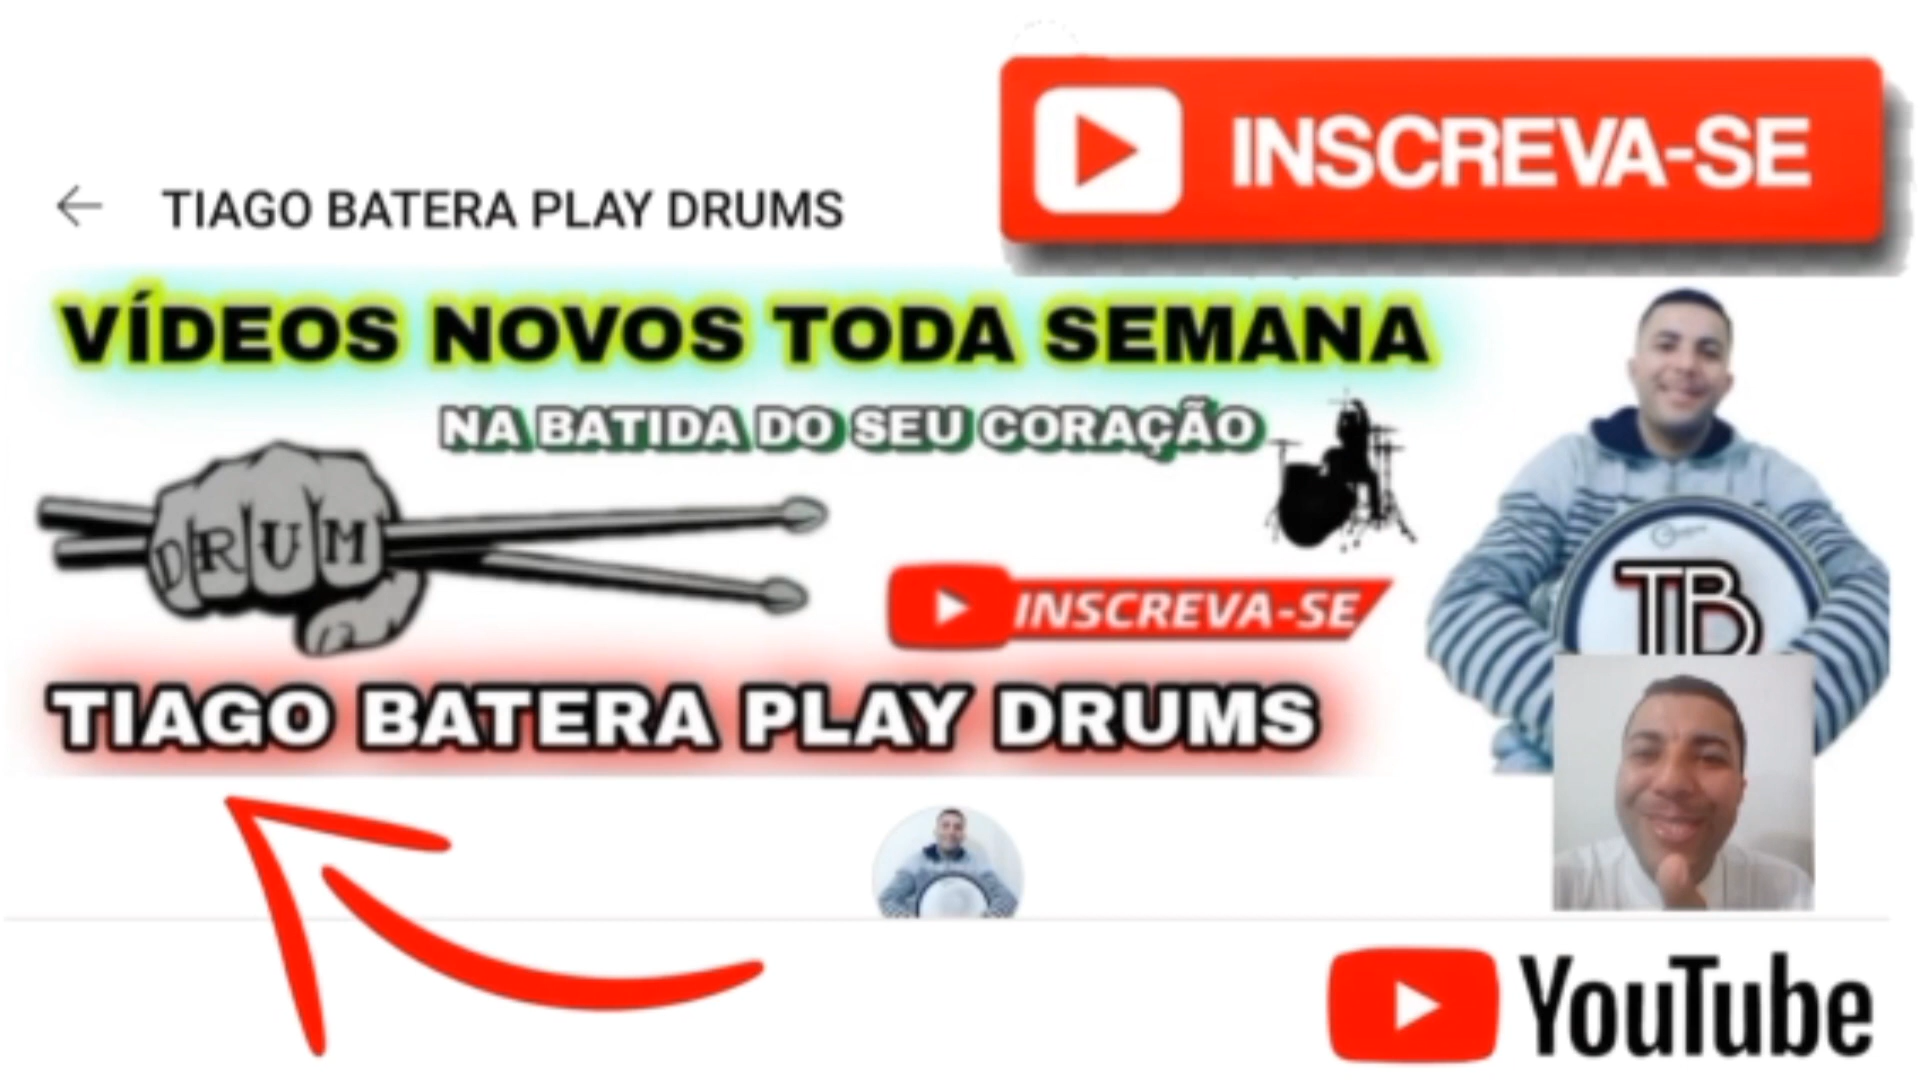 INSCREVA-SE
TIAGO BATERA PLAY DRUMS
VÍDEOS NOVOS TODA SEMANA
NA BATIDA DO SEU CORAÇÃO
DRUM
TB
INSCREVA-SE
TIAGO BATERA PLAY DRUMS
YouTube